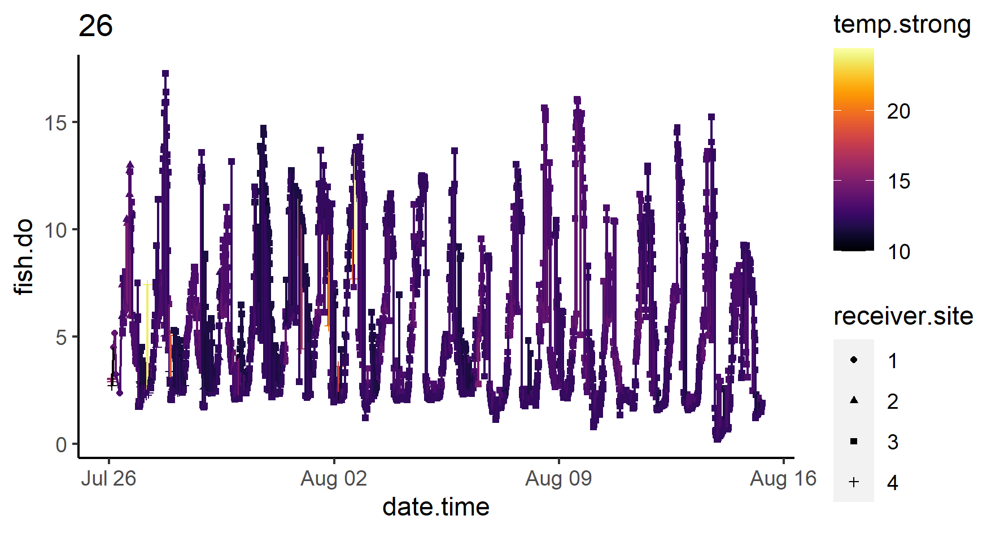 26
temp.strong
20
15
10
receiver.site
1
2
3
4
fish.do
15
10
5
0
Jul 26
Aug 02
Aug 09
Aug 16
date.time